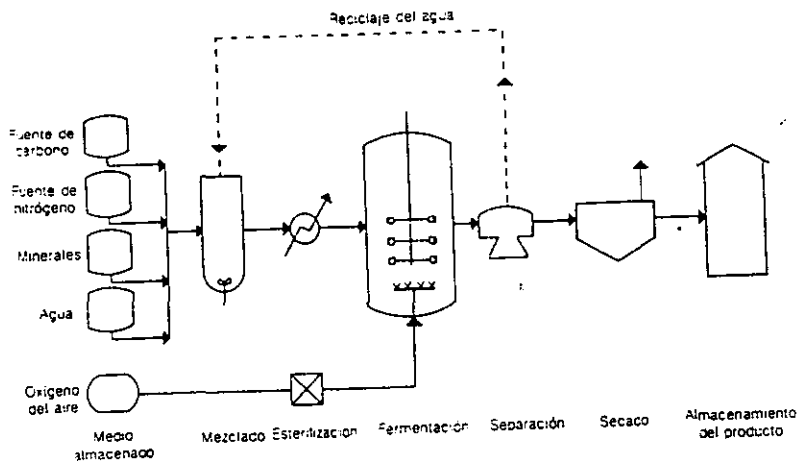 Reciclaje del agua
Fuente de
carbono
Fuente de
nitrógeno
Minerales
Agua
Oxígeno
del aire
Medio
almacenado
Mezclado
Esterilización
Fermentación
Separación
Secado
Almacenamiento
del producto